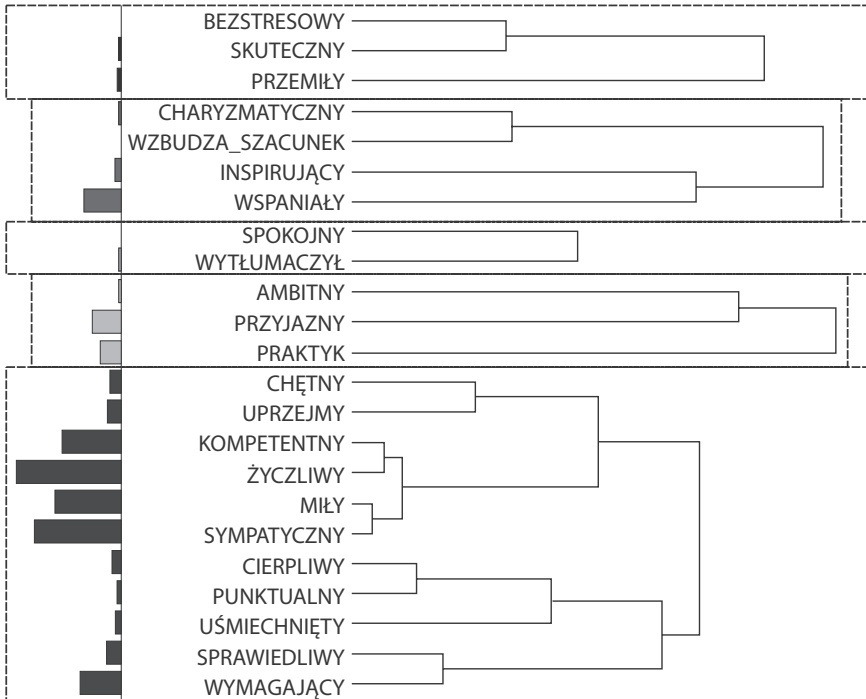 BEZSTRESOWY
SKUTECZNY
PRZEMIŁY
CHARYZMATYCZNY
WZBUDZA_SZACUNEK
INSPIRUJĄCY
WSPANIAŁY
SPOKOJNY
WYTŁUMACZYŁ
AMBITNY
PRZYJAZNY
PRAKTYK
CHĘTNY
UPRZEJMY
KOMPETENTNY
ŻYCZLIWY
MIŁY
SYMPATYCZNY
CIERPLIWY
PUNKTUALNY
UŚMIECHNIĘTY
SPRAWIEDLIWY
WYMAGAJĄCY